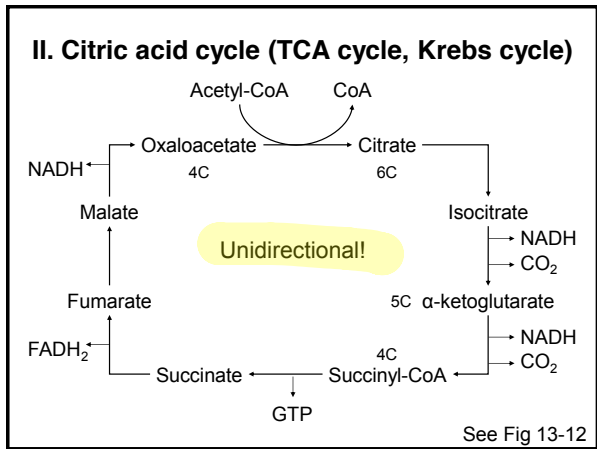 II. Citric acid cycle (TCA cycle, Krebs cycle)
Acetyl-CoA CoA
Oxaloacetate Citrate
4C 6C
NADH
Malate Isocitrate
NADH
CO₂
Unidirectional!
Fumarate 5C α-ketoglutarate
NADH
CO₂
FADH₂
4C
Succinate Succinyl-CoA
GTP
See Fig 13-12